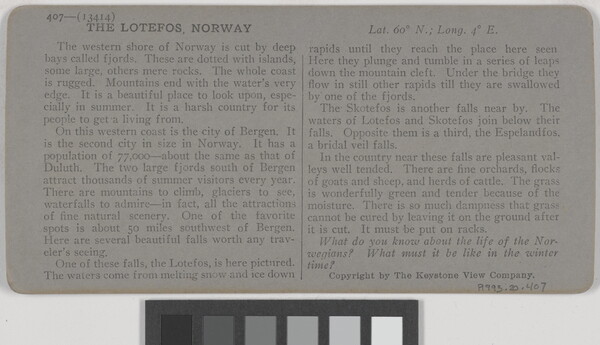 407—(13414)
THE LOTEFOS, NORWAY
Lat. 60° N.; Long. 4° E.
The western shore of Norway is cut by deep
bays called fjords. These are dotted with islands,
some large, others mere rocks. The whole coast
is rugged. Mountains end with the water's very
edge. It is a beautiful place to look upon, espe-
cially in summer. It is a harsh country for its
people to get a living from.
On this western coast is the city of Bergen. It
is the second city in size in Norway. It has a
population of 77,000—about the same as that of
Duluth. The two large fjords south of Bergen
attract thousands of summer visitors every year.
There are mountains to climb, glaciers to see,
waterfalls to admire—in fact, all the attractions
of fine natural scenery. One of the favorite
spots is about 50 miles southwest of Bergen.
Here are several beautiful falls worth any trav-
eler's seeing.
One of these falls, the Lotefos, is here pictured.
The waters come from melting snow and ice down
rapids until they reach the place here seen
Here they plunge and tumble in a series of leaps
down the mountain cleft. Under the bridge they
flow in still other rapids till they are swallowed
by one of the fjords.
The Skotefos is another falls near by. The
waters of Lotefos and Skotefos join below their
falls. Opposite them is a third, the Espelandfos,
a bridal veil falls.
In the country near these falls are pleasant val-
leys well tended. There are fine orchards, flocks
of goats and sheep, and herds of cattle. The grass
is wonderfully green and tender because of the
moisture. There is so much dampness that grass
cannot be cured by leaving it on the ground after
it is cut. It must be put on racks.
What do you know about the life of the Nor-
wegians? What must it be like in the winter
time?
Copyright by The Keystone View Company.
R993.20.407